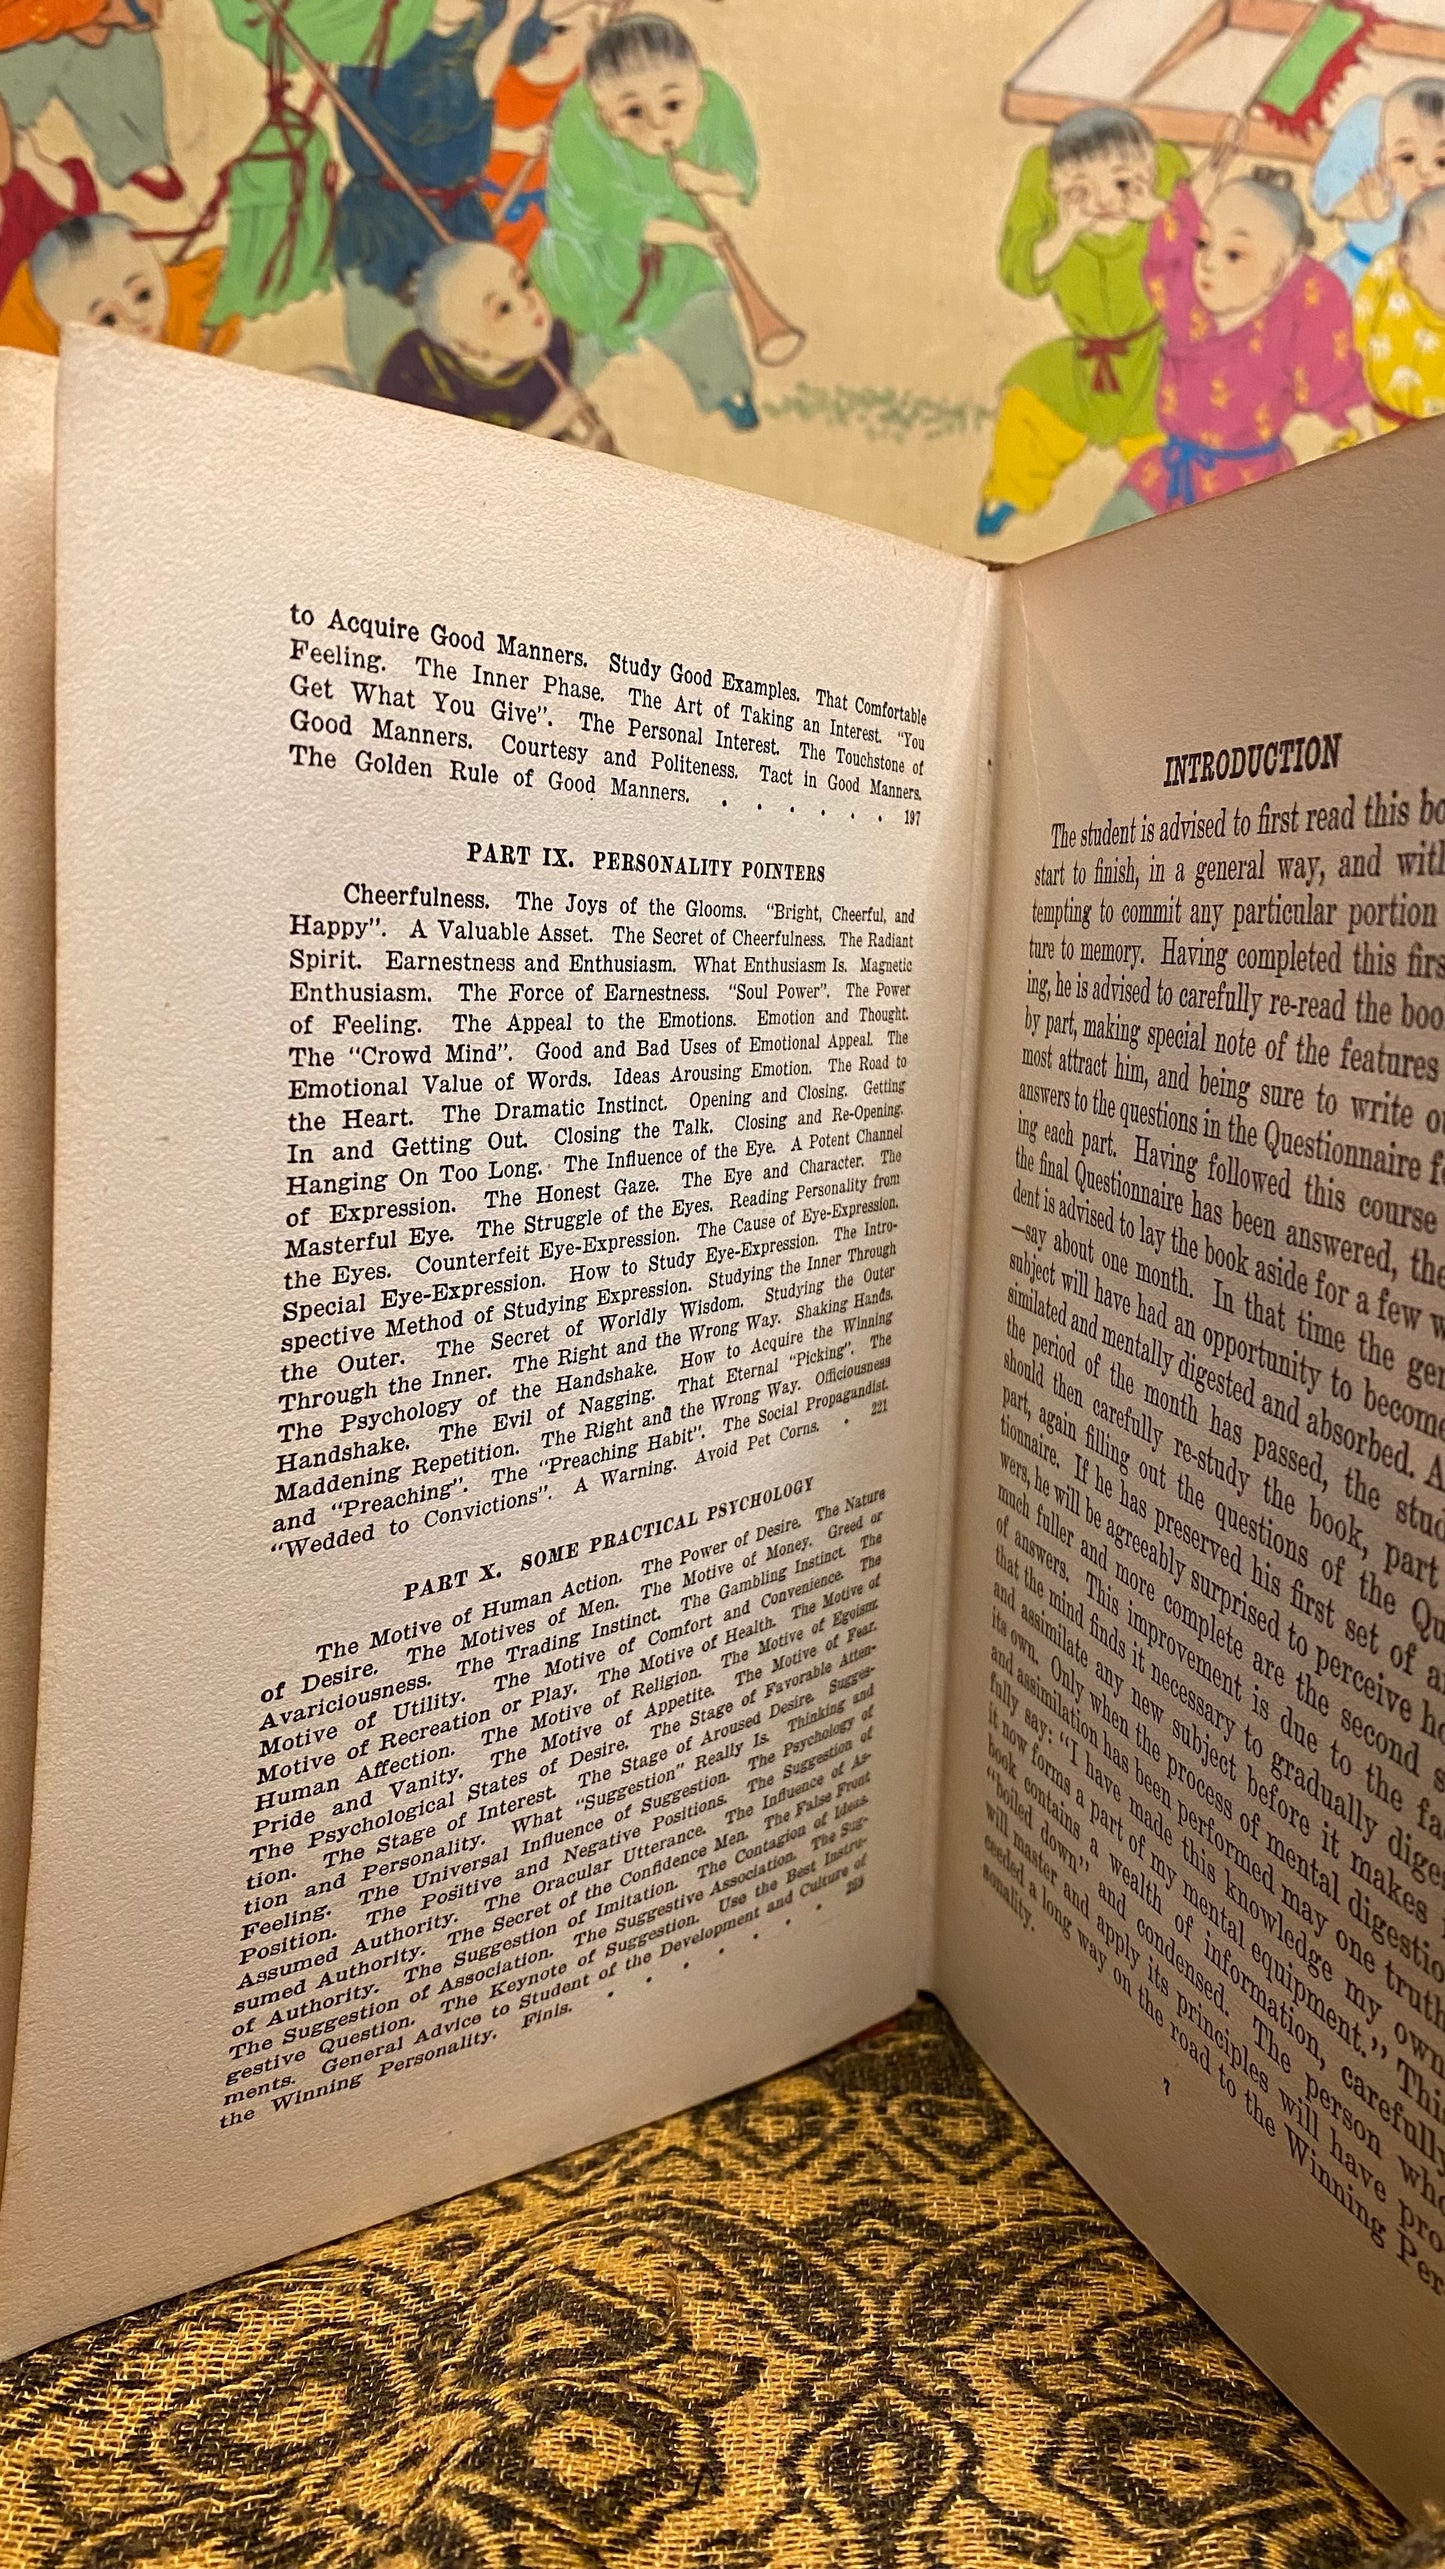 to Acquire Good Manners. Study Good Examples. That Comfortable
Feeling. The Inner Phase. The Art of Taking an Interest. "You
Get What You Give". The Personal Interest. The Touchstone of
Good Manners. Courtesy and Politeness. Tact in Good Manners.
The Golden Rule of Good Manners. . . . . . . 197
PART IX. PERSONALITY POINTERS
Cheerfulness. The Joys of the Glooms. "Bright, Cheerful, and
Happy". A Valuable Asset. The Secret of Cheerfulness. The Radiant
Spirit. Earnestness and Enthusiasm. What Enthusiasm Is. Magnetic
Enthusiasm. The Force of Earnestness. "Soul Power". The Power
of Feeling. The Appeal to the Emotions. Emotion and Thought.
The "Crowd Mind". Good and Bad Uses of Emotional Appeal. The
Emotional Value of Words. Ideas Arousing Emotion. The Road to
the Heart. The Dramatic Instinct. Opening and Closing. Getting
In and Getting Out. Closing the Talk. Closing and Re-Opening.
Hanging On Too Long. The Influence of the Eye. A Potent Channel
of Expression. The Honest Gaze. The Eye and Character. The
Masterful Eye. The Struggle of the Eyes. Reading Personality from
the Eyes. Counterfeit Eye-Expression. The Cause of Eye-Expression.
Special Eye-Expression. How to Study Eye-Expression. The Intro-
spective Method of Studying Expression. Studying the Inner Through
the Outer. The Secret of Worldly Wisdom. Studying the Outer
Through the Inner. The Right and the Wrong Way. Shaking Hands.
The Psychology of the Handshake. How to Acquire the Winning
Handshake. The Evil of Nagging. That Eternal "Picking". The
Maddening Repetition. The Right and the Wrong Way. Officiousness
and "Preaching". The "Preaching Habit". The Social Propagandist.
"Wedded to Convictions". A Warning. Avoid Pet Corns. . 221
PART X. SOME PRACTICAL PSYCHOLOGY
The Motive of Human Action. The Power of Desire. The Nature
of Desire. The Motives of Men. The Motive of Money. Greed or
Avariciousness. The Trading Instinct. The Gambling Instinct. The
Motive of Utility. The Motive of Comfort and Convenience. The
Motive of Recreation or Play. The Motive of Health. The Motive of
Human Affection. The Motive of Religion. The Motive of Egoism.
Pride and Vanity. The Motive of Appetite. The Motive of Fear.
The Psychological States of Desire. The Stage of Favorable Atten-
tion. The Stage of Interest. The Stage of Aroused Desire. Sugges-
tion and Personality. What "Suggestion" Really Is. Thinking and
Feeling. The Universal Influence of Suggestion. The Psychology of
Position. The Positive and Negative Positions. The Suggestion of
Assumed Authority. The Oracular Utterance. The Influence of As-
sumed Authority. The Secret of the Confidence Men. The False Front
of Authority. The Suggestion of Imitation. The Contagion of Ideas.
The Suggestion of Association. The Suggestive Association. The Sug-
gestive Question. The Keynote of Suggestion. Use the Best Instru-
ments. General Advice to Student of the Development and Culture of
the Winning Personality. Finis. . . . . . .
INTRODUCTION
The student is advised to first read this
start to finish, in a general way, and
tempting to commit any particular portion
ture to memory. Having completed this
ing, he is advised to carefully re-read the
by part, making special note of the features
most attract him, and being sure to write
answers to the questions in the Questionnaire
ing each part. Having followed this course
the final Questionnaire has been answered,
dent is advised to lay the book aside for a few
—say about one month. In that time the
subject will have had an opportunity to become
similated and mentally digested and absorbed.
the period of the month has passed, the
should then carefully re-study the book, part
part, again filling out the questions of the
tionnaire. If he has preserved his first set of
wers, he will be agreeably surprised to perceive
much fuller and more complete are the second
of answers. This improvement is due to the
that the mind finds it necessary to gradually
and assimilate any new subject before it makes
its own. Only when the process of mental
and assimilation has been performed may one
fully say: "I have made this knowledge my own
it now forms a part of my mental equipment."
book contains a wealth of information, carefully
"boiled down" and condensed. The person
will master and apply its principles will have
ceeded a long way on the road to the Winning
sonality.
7